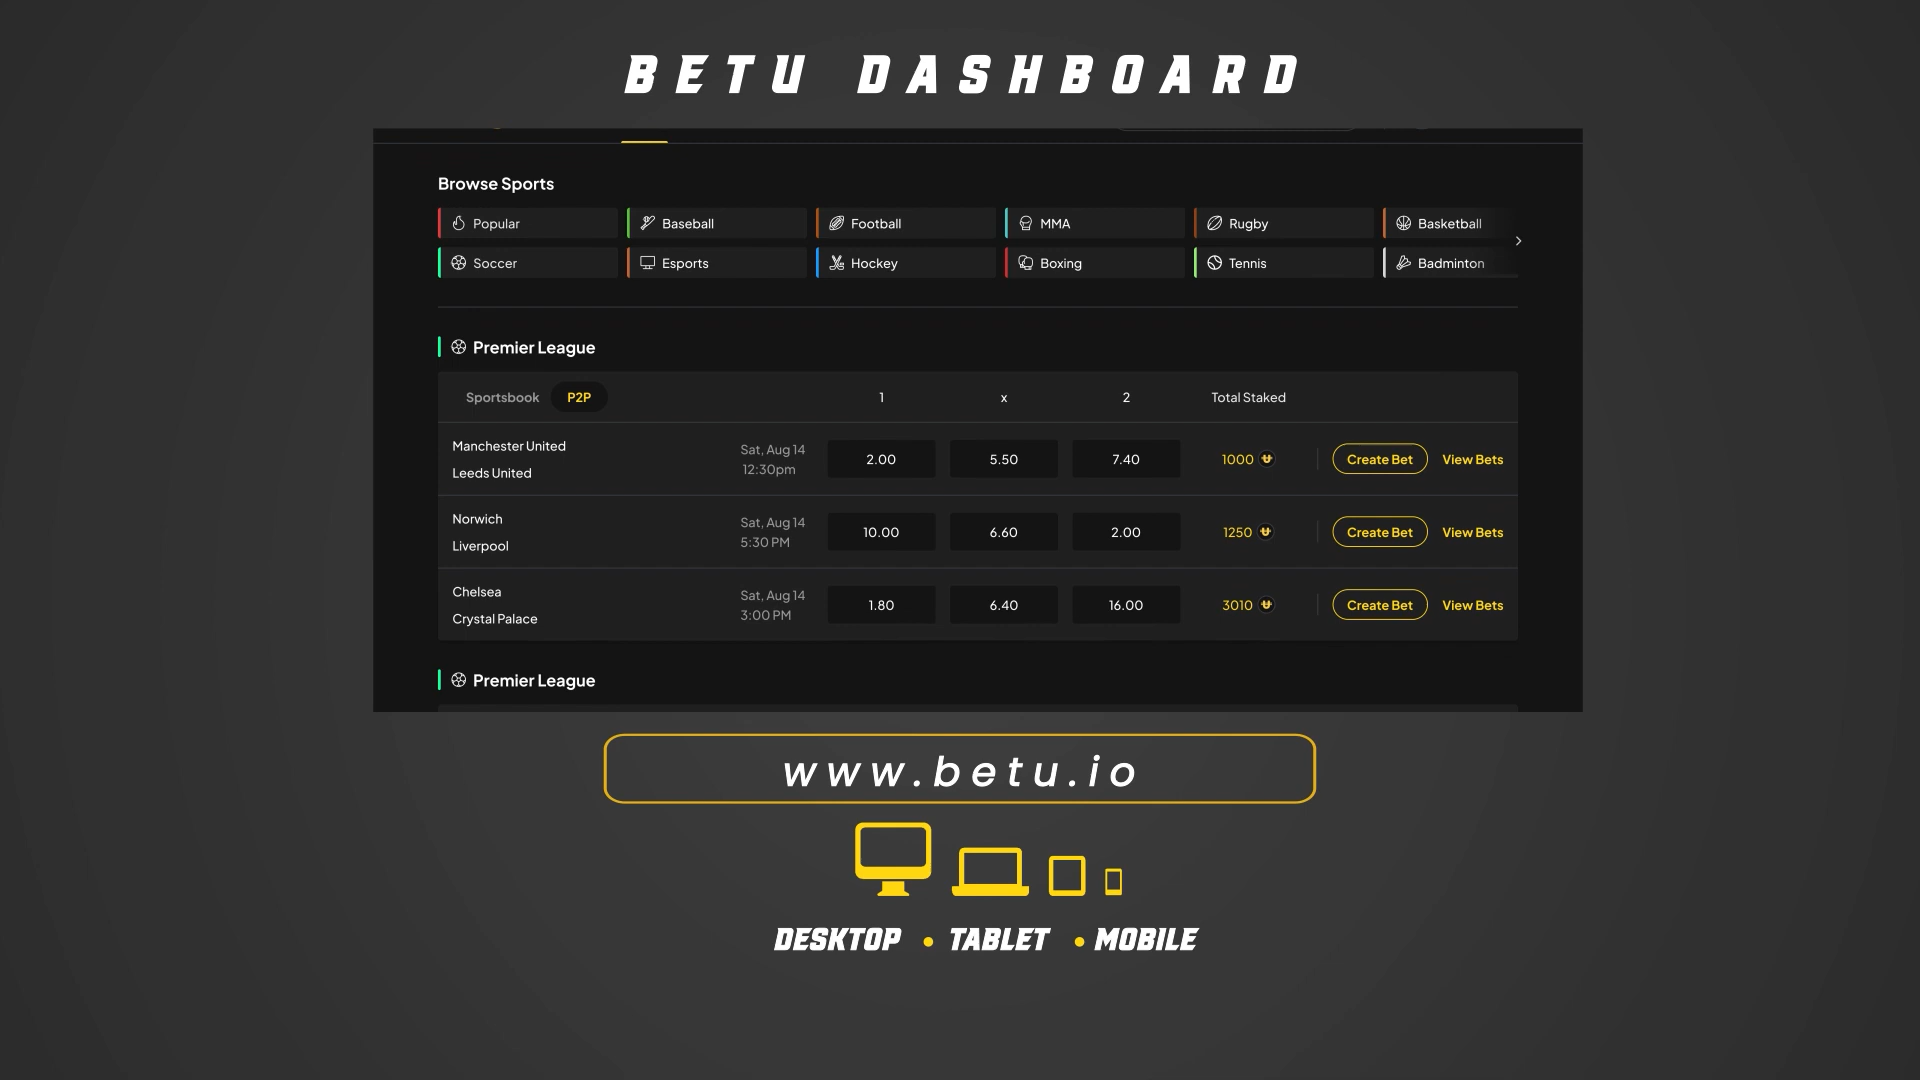 BETU DASHBOARD
Browse Sports
Popular Baseball Football MMA Rugby Basketball
Soccer Esports Hockey Boxing Tennis Badminton
Premier League
Sportsbook P2P 1 x 2 Total Staked
Manchester United
Leeds United
Sat, Aug 14
12:30pm
2.00 5.50 7.40 1000 Create Bet View Bets
Norwich
Liverpool
Sat, Aug 14
5:30 PM
10.00 6.60 2.00 1250 Create Bet View Bets
Chelsea
Crystal Palace
Sat, Aug 14
3:00 PM
1.80 6.40 16.00 3010 Create Bet View Bets
Premier League
www.betu.io
DESKTOP • TABLET • MOBILE